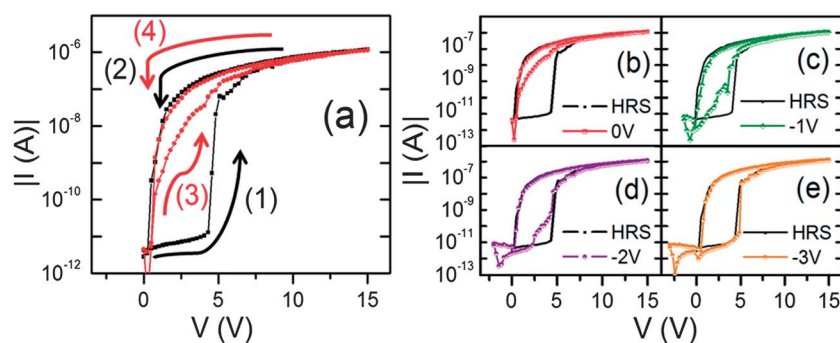 (4)
(2)
(a)
(3)
(1)
|I (A)|
10⁻⁶
10⁻⁸
10⁻¹⁰
10⁻¹²
0 5 10 15
V (V)
(b)
HRS
0V
(c)
HRS
-1V
(d)
HRS
-2V
(e)
HRS
-3V
|I (A)|
10⁻⁷
10⁻⁹
10⁻¹¹
10⁻¹³
10⁻⁷
10⁻⁹
10⁻¹¹
10⁻¹³
0 5 10 15 0 5 10 15
V (V)